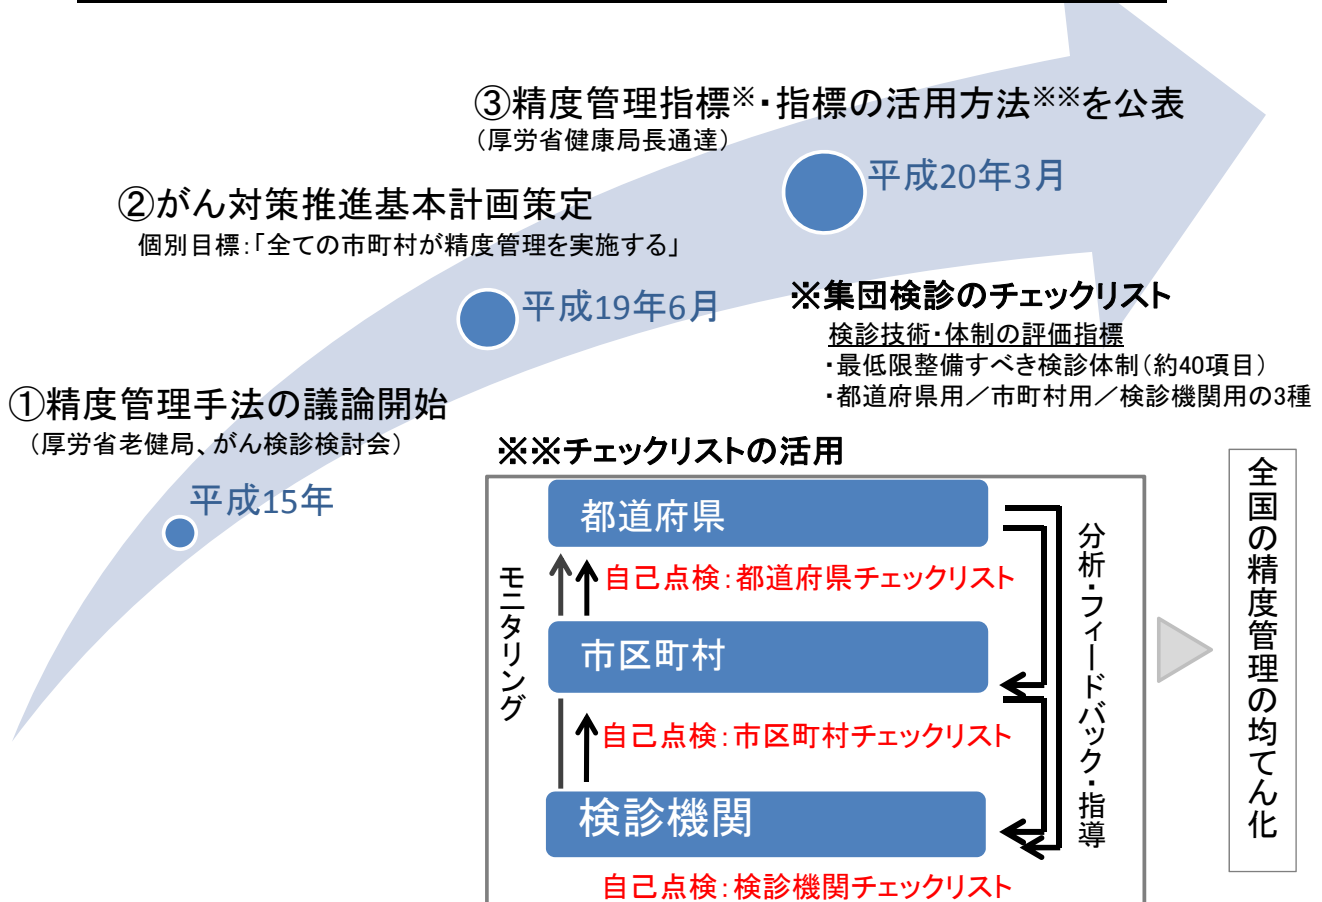 ③精度管理指標※・指標の活用方法※※を公表
（厚労省健康局長通達）
平成20年3月
②がん対策推進基本計画策定
個別目標：「全ての市町村が精度管理を実施する」
平成19年6月
①精度管理手法の議論開始
（厚労省老健局、がん検診検討会）
平成15年
※集団検診のチェックリスト
検診技術・体制の評価指標
・最低限整備すべき検診体制（約40項目）
・都道府県用／市町村用／検診機関用の3種
※※チェックリストの活用
モニタリング
都道府県
自己点検：都道府県チェックリスト
市区町村
自己点検：市区町村チェックリスト
検診機関
自己点検：検診機関チェックリスト
分析・フィードバック・指導
全国の精度管理の均てん化